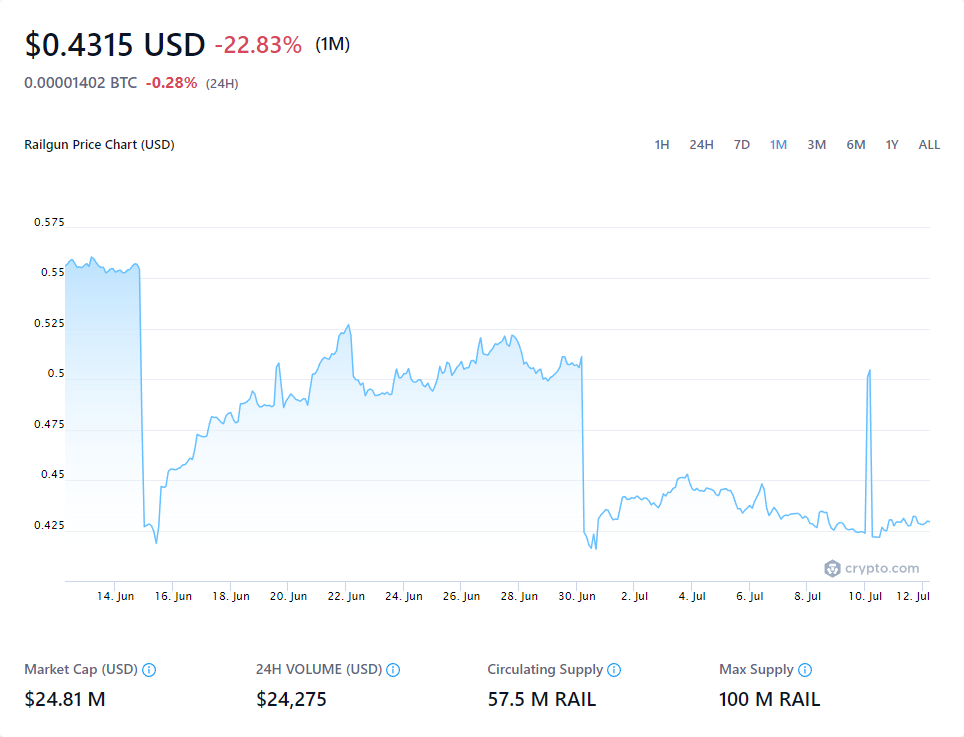 $0.4315 USD -22.83% (1M)
0.00001402 BTC -0.28% (24H)
Railgun Price Chart (USD) 1H 24H 7D 1M 3M 6M 1Y ALL
0.575
0.55
0.525
0.5
0.475
0.45
0.425
crypto.com
14. Jun 16. Jun 18. Jun 20. Jun 22. Jun 24. Jun 26. Jun 28. Jun 30. Jun 2. Jul 4. Jul 6. Jul 8. Jul 10. Jul 12. Jul
Market Cap (USD) 24H VOLUME (USD) Circulating Supply Max Supply
$24.81 M $24,275 57.5 M RAIL 100 M RAIL